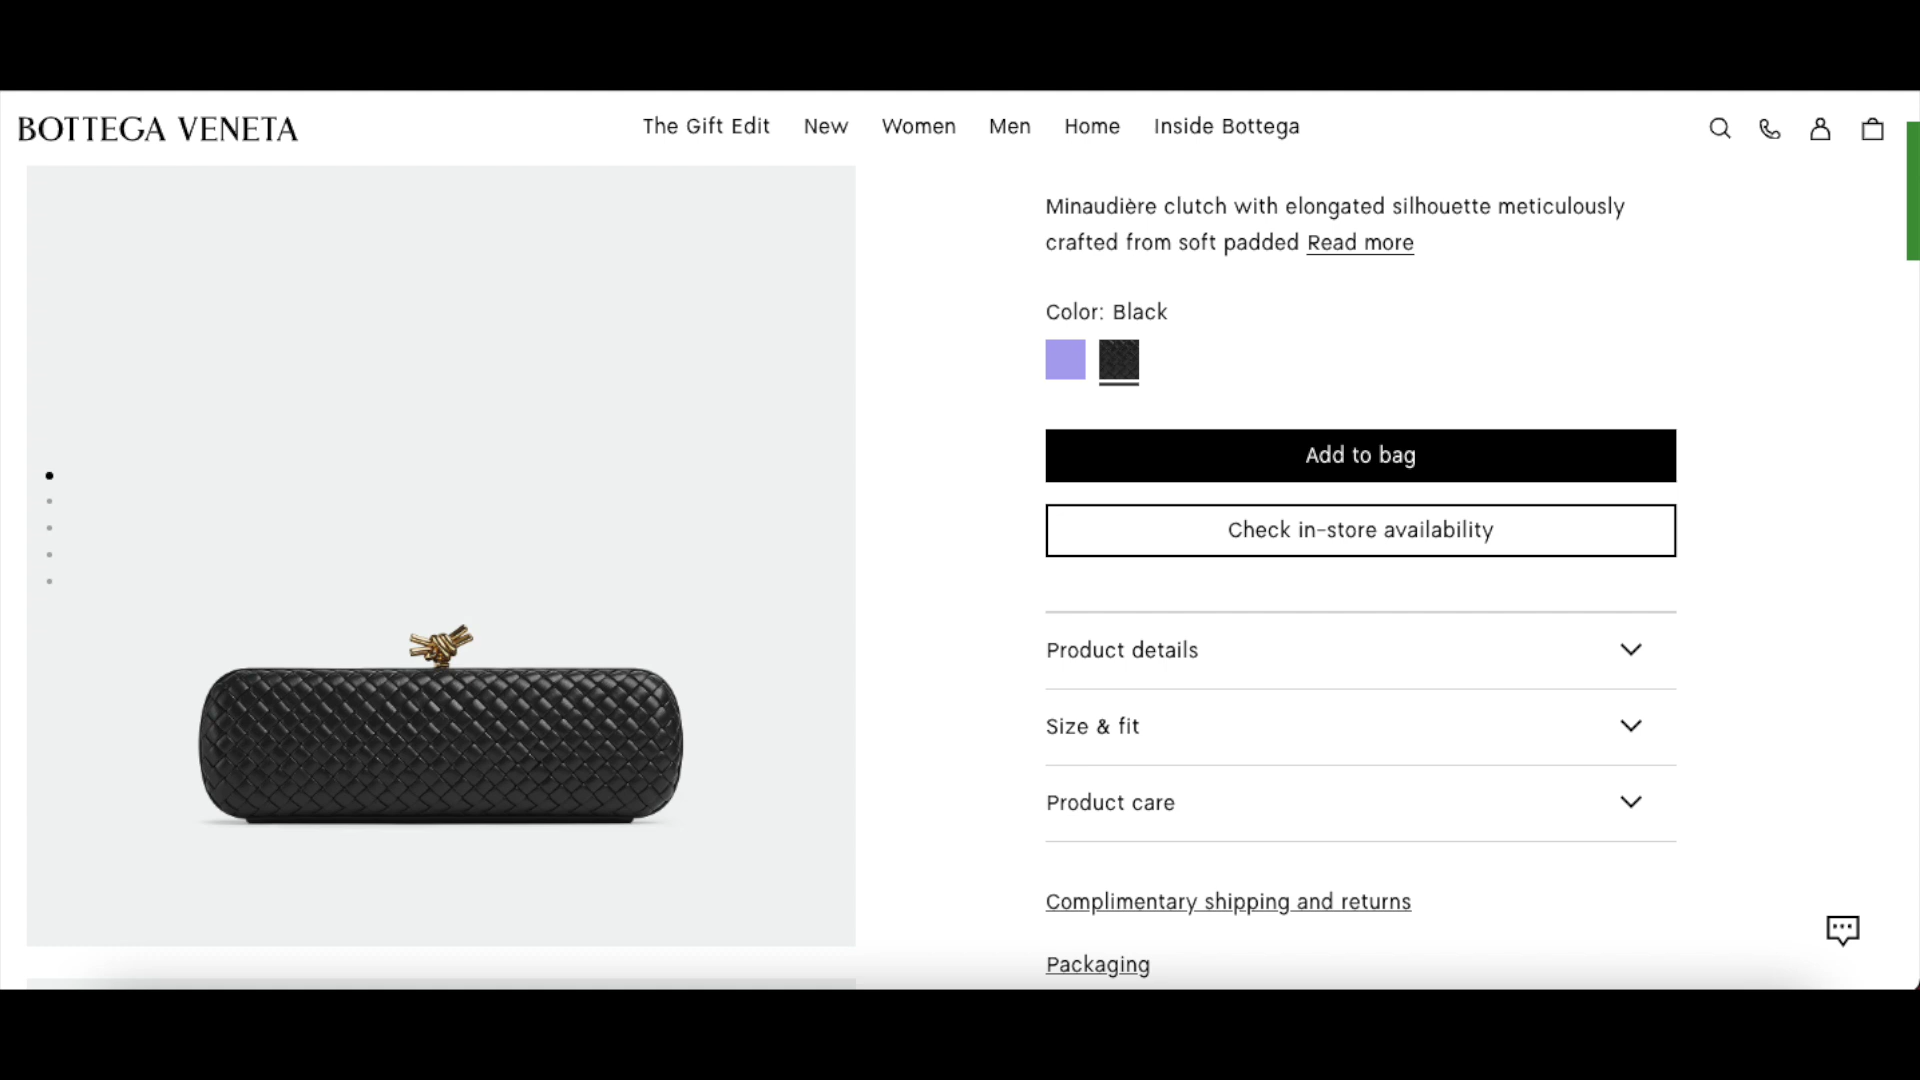 BOTTEGA VENETA
The Gift Edit New Women Men Home Inside Bottega
Minaudière clutch with elongated silhouette meticulously
crafted from soft padded Read more
Color: Black
Add to bag
Check in-store availability
Product details
Size & fit
Product care
Complimentary shipping and returns
Packaging